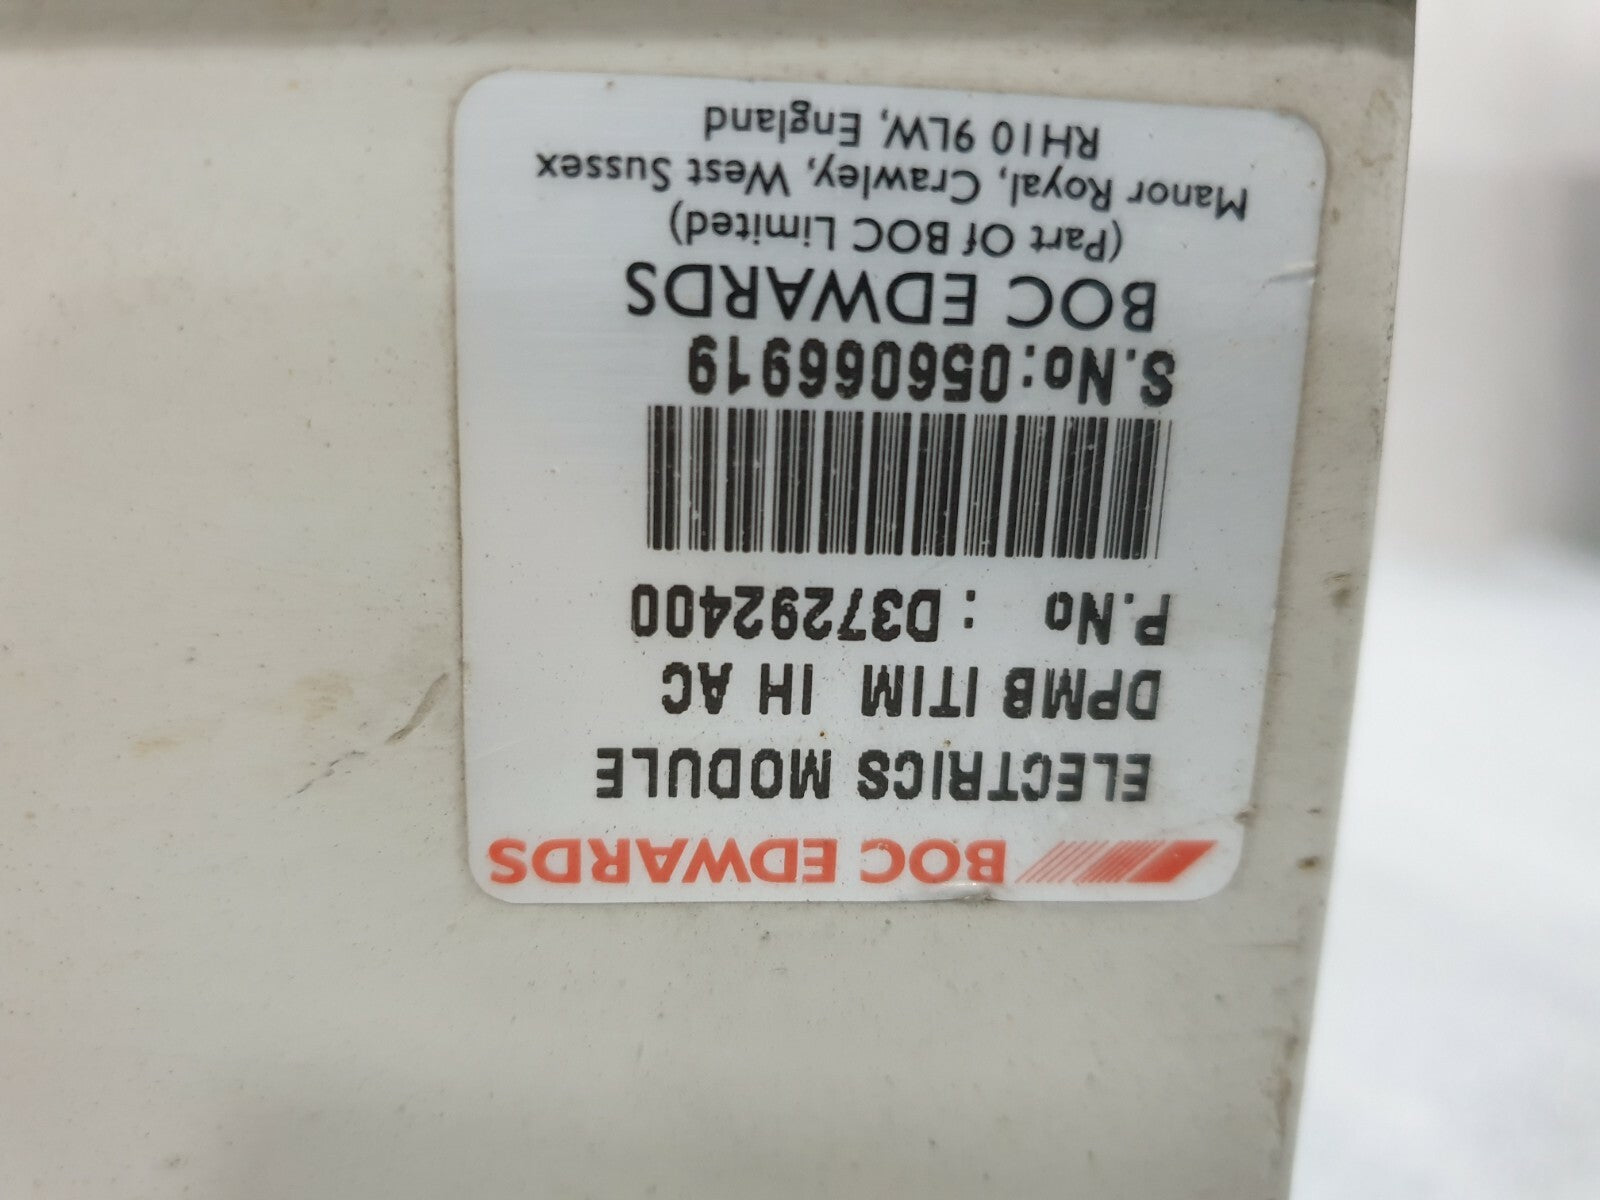 BOC EDWARDS
ELECTRICS MODULE
DPMB ITIM IH AC
P.No : D37292400
S.No:056066919
BOC EDWARDS
(Part Of BOC Limited)
Manor Royal, Crawley, West Sussex
RH10 9LW, England